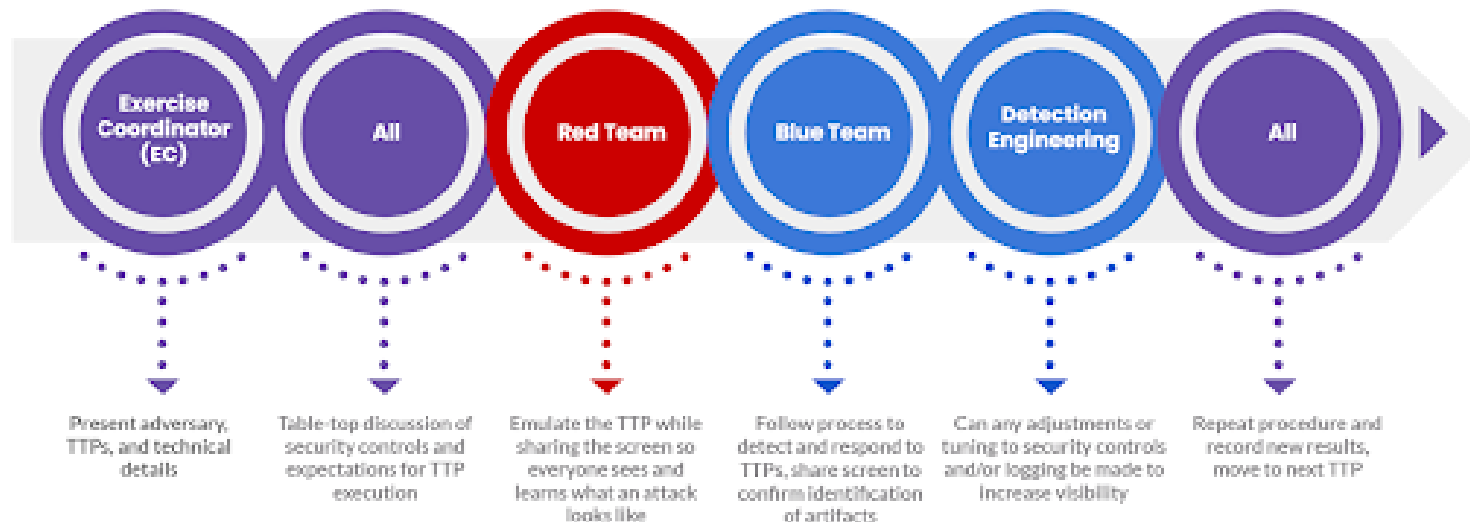 Exercise
Coordinator
(EC)
All
Red Team
Blue Team
Detection
Engineering
All
Present adversary,
TTPs, and technical
details
Table-top discussion of
security controls and
expectations for TTP
execution
Emulate the TTP while
sharing the screen so
everyone sees and
learns what an attack
looks like
Follow process to
detect and respond to
TTPs, share screen to
confirm identification
of artifacts
Can any adjustments or
tuning to security controls
and/or logging be made to
increase visibility
Repeat procedure and
record new results,
move to next TTP